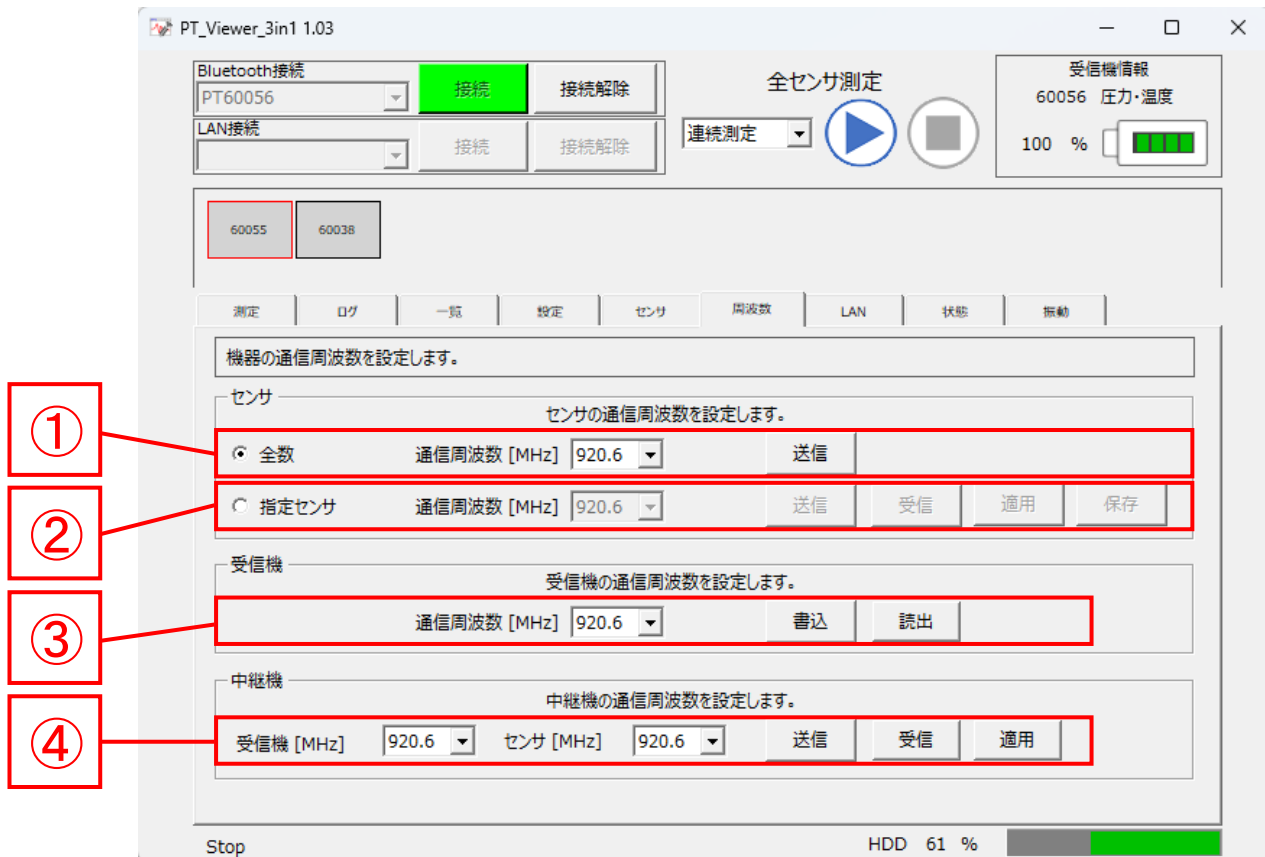 PT_Viewer_3in1 1.03
Bluetooth接続
PT60056
接続
接続解除
LAN接続
接続
接続解除
全センサ測定
連続測定
受信機情報
60056 圧力・温度
100 %
60055
60038
測定
ログ
一覧
設定
センサ
周波数
LAN
状態
振動
機器の通信周波数を設定します。
センサ
センサの通信周波数を設定します。
①
全数 通信周波数 [MHz] 920.6 送信
②
指定センサ 通信周波数 [MHz] 920.6 送信 受信 適用 保存
受信機
受信機の通信周波数を設定します。
③
通信周波数 [MHz] 920.6 書込 読出
中継機
中継機の通信周波数を設定します。
④
受信機 [MHz] 920.6 センサ [MHz] 920.6 送信 受信 適用
Stop
HDD 61 %